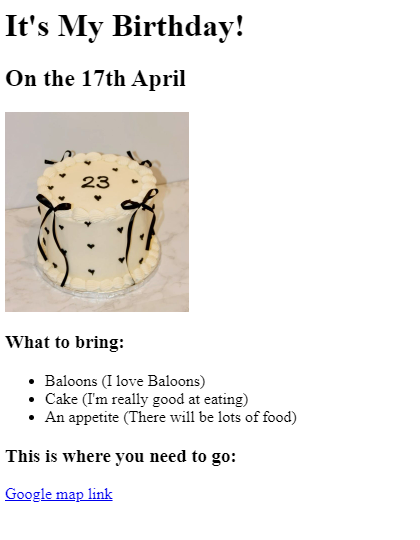 It's My Birthday!
On the 17th April
23
What to bring:
Baloons (I love Baloons)
Cake (I'm really good at eating)
An appetite (There will be lots of food)
This is where you need to go:
Google map link